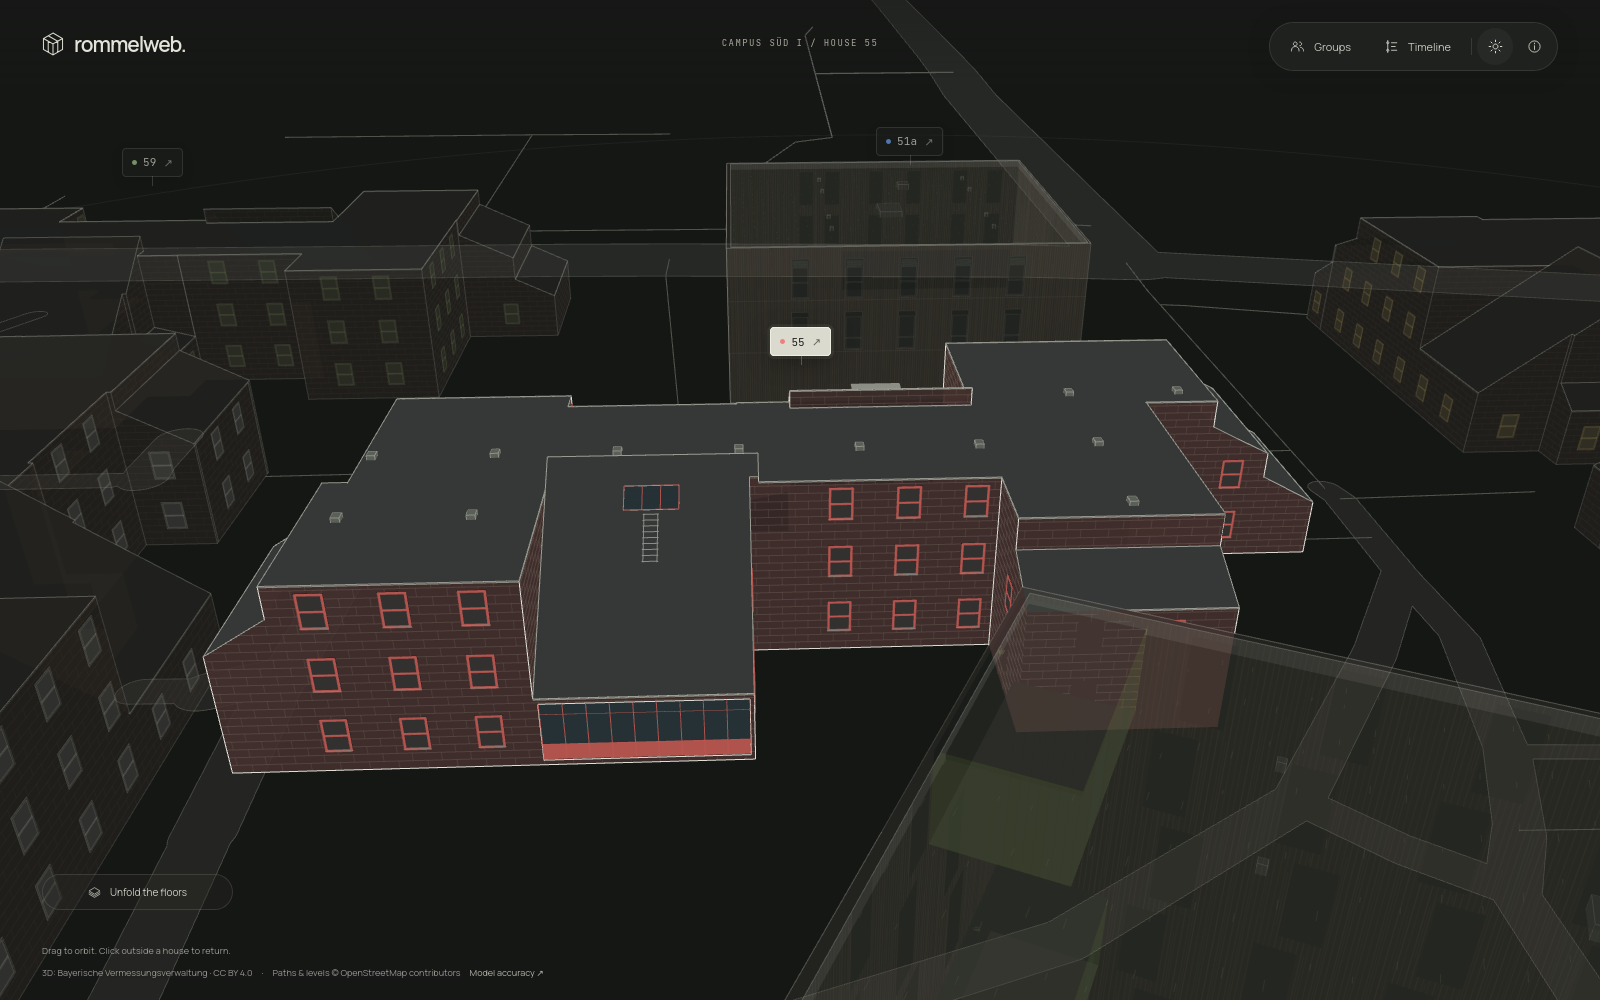 rommelweb.
CAMPUS SÜD I / HOUSE 55
Groups
Timeline
51a ↗
59 ↗
55 ↗
Unfold the floors
Drag to orbit. Click outside a house to return.
3D: Bayerische Vermessungsverwaltung · CC BY 4.0 · Paths & levels © OpenStreetMap contributors Model accuracy ↗